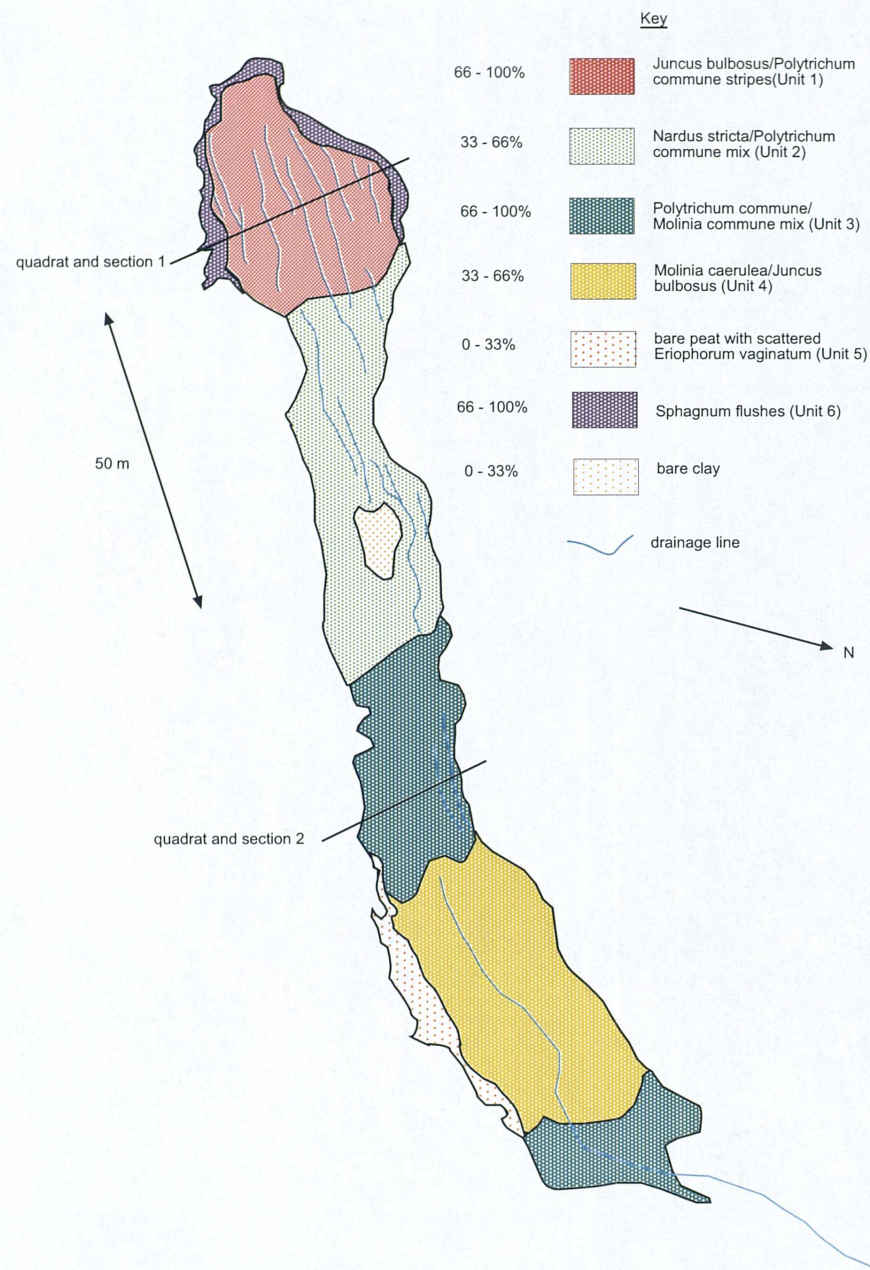 Key
66 - 100%
Juncus bulbosus/Polytrichum
commune stripes(Unit 1)
33 - 66%
Nardus stricta/Polytrichum
commune mix (Unit 2)
66 - 100%
Polytrichum commune/
Molinia commune mix (Unit 3)
33 - 66%
Molinia caerulea/Juncus
bulbosus (Unit 4)
0 - 33%
bare peat with scattered
Eriophorum vaginatum (Unit 5)
66 - 100%
Sphagnum flushes (Unit 6)
0 - 33%
bare clay
drainage line
N
quadrat and section 1
50 m
quadrat and section 2